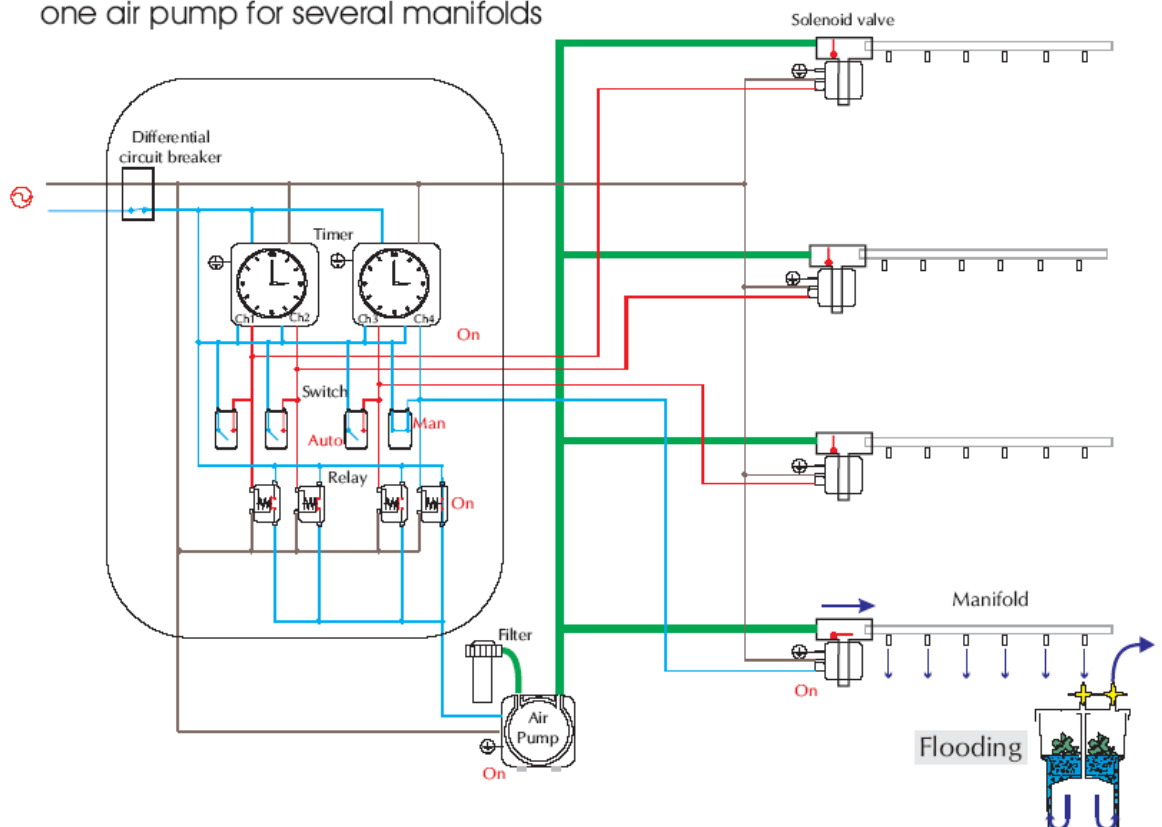 one air pump for several manifolds
Solenoid valve
Differential
circuit breaker
Timer
Ch1
Ch2
Ch3
Ch4
On
Switch
Auto
Man
Relay
On
Manifold
Filter
Air
Pump
On
On
Flooding